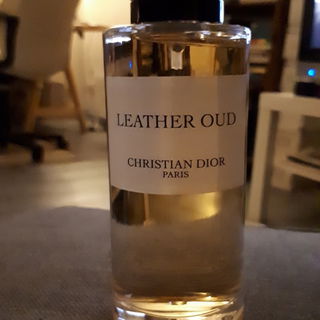 LEATHER OUD
CHRISTIAN DIOR
PARIS